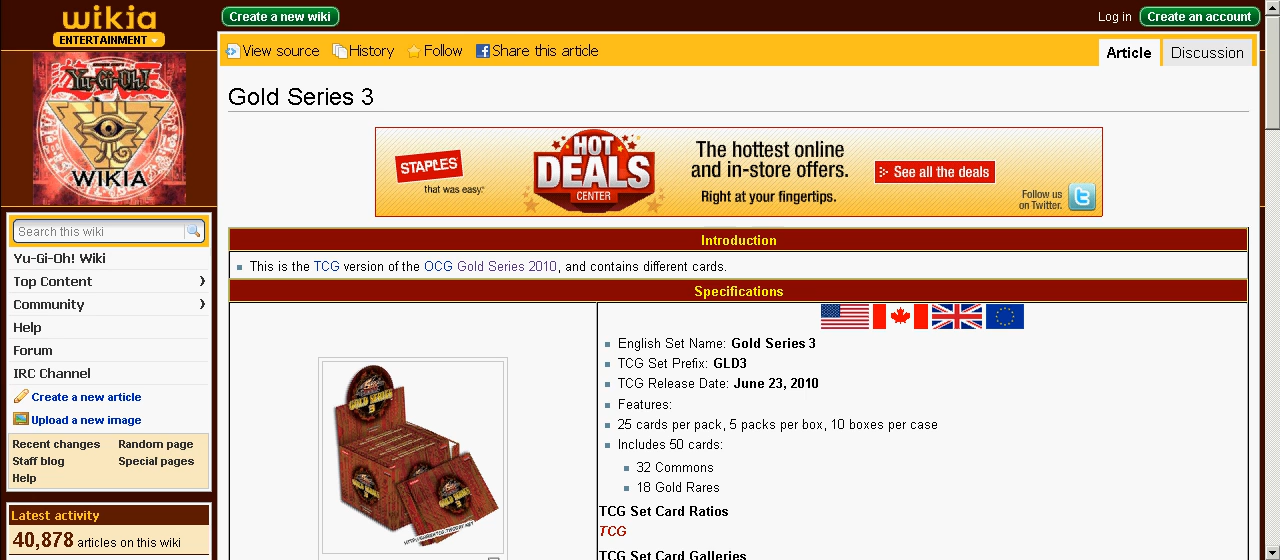 wikia
ENTERTAINMENT
Create a new wiki
Log in
Create an account
View source
History
Follow
Share this article
Article
Discussion
Yu-Gi-Oh!
WIKIA
Gold Series 3
STAPLES
that was easy.
HOT
DEALS
CENTER
The hottest online
and in-store offers.
Right at your fingertips.
See all the deals
Follow us
on Twitter.
Search this wiki
Yu-Gi-Oh! Wiki
Top Content
Community
Help
Forum
IRC Channel
Create a new article
Upload a new image
Recent changes Random page
Staff blog Special pages
Help
Latest activity
40,878 articles on this wiki
Introduction
This is the TCG version of the OCG Gold Series 2010, and contains different cards.
Specifications
GOLD SERIES
3
GOLD SERIES
3
English Set Name: Gold Series 3
TCG Set Prefix: GLD3
TCG Release Date: June 23, 2010
Features:
25 cards per pack, 5 packs per box, 10 boxes per case
Includes 50 cards:
32 Commons
18 Gold Rares
TCG Set Card Ratios
TCG
TCG Set Card Galleries